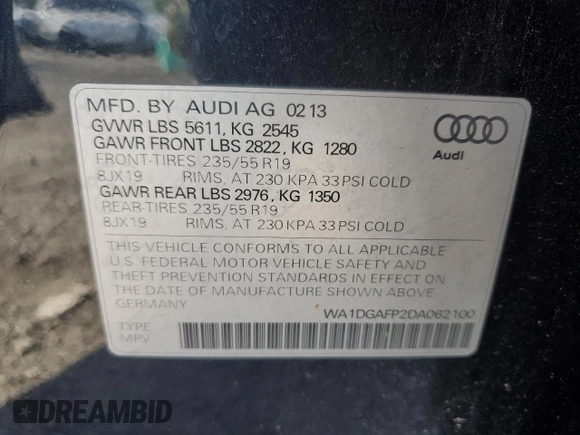 MFD. BY AUDI AG 02 13
GVWR LBS 5611, KG 2545
GAWR FRONT LBS 2822, KG 1280
FRONT-TIRES 235/55 R19
8JX19 RIMS, AT 230 KPA 33 PSI COLD
GAWR REAR LBS 2976, KG 1350
REAR-TIRES 235/55 R19
8JX19 RIMS, AT 230 KPA 33 PSI COLD
Audi
THIS VEHICLE CONFORMS TO ALL APPLICABLE
U.S. FEDERAL MOTOR VEHICLE SAFETY AND
THEFT PREVENTION STANDARDS IN EFFECT ON
THE DATE OF MANUFACTURE SHOWN ABOVE.
GERMANY WA1DGAFP2DA062100
TYPE
MPV
DREAMBID